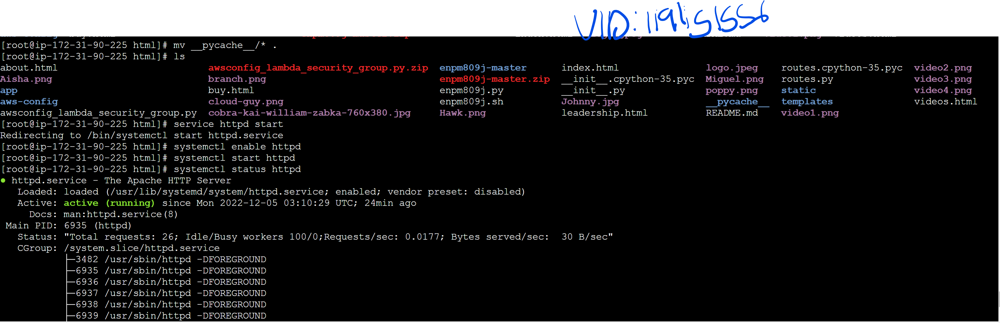 [root@ip-172-31-90-225 html]# mv __pycache__/* .
[root@ip-172-31-90-225 html]# ls
about.html awsconfig_lambda_security_group.py.zip enpm809j-master index.html logo.jpeg routes.cpython-35.pyc video2.png
Aisha.png branch.png enpm809j-master.zip __init__.cpython-35.pyc Miguel.png routes.py video3.png
app buy.html enpm809j.py __init__.py poppy.png static video4.png
aws-config cloud-guy.png enpm809j.sh Johnny.jpg __pycache__ templates videos.html
awsconfig_lambda_security_group.py cobra-kai-william-zabka-760x380.jpg Hawk.png leadership.html README.md video1.png
[root@ip-172-31-90-225 html]# service httpd start
Redirecting to /bin/systemctl start httpd.service
[root@ip-172-31-90-225 html]# systemctl enable httpd
[root@ip-172-31-90-225 html]# systemctl start httpd
[root@ip-172-31-90-225 html]# systemctl status httpd
● httpd.service - The Apache HTTP Server
Loaded: loaded (/usr/lib/systemd/system/httpd.service; enabled; vendor preset: disabled)
Active: active (running) since Mon 2022-12-05 03:10:29 UTC; 24min ago
Docs: man:httpd.service(8)
Main PID: 6935 (httpd)
Status: "Total requests: 26; Idle/Busy workers 100/0;Requests/sec: 0.0177; Bytes served/sec:  30 B/sec"
CGroup: /system.slice/httpd.service
├─3482 /usr/sbin/httpd -DFOREGROUND
├─6935 /usr/sbin/httpd -DFOREGROUND
├─6936 /usr/sbin/httpd -DFOREGROUND
├─6937 /usr/sbin/httpd -DFOREGROUND
├─6938 /usr/sbin/httpd -DFOREGROUND
├─6939 /usr/sbin/httpd -DFOREGROUND